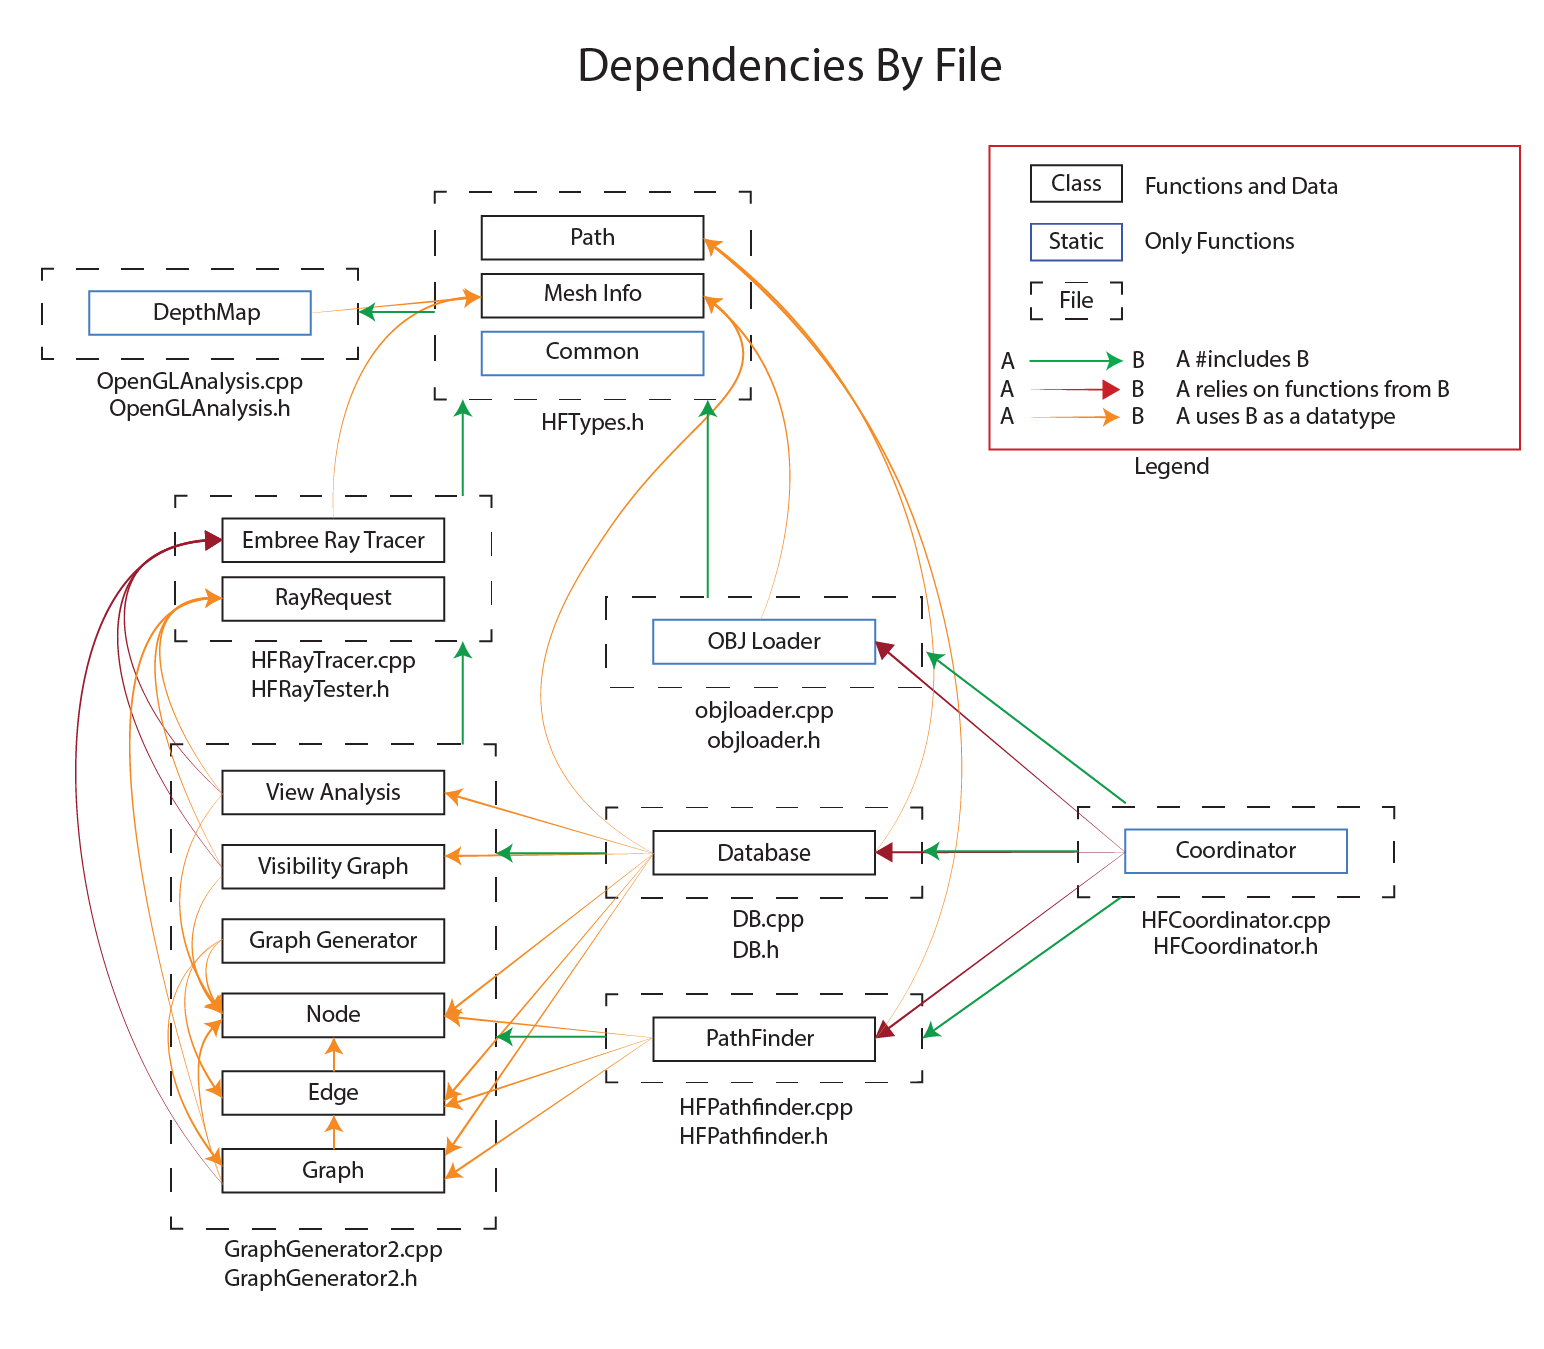 Dependencies By File
Class
Functions and Data
Static
Only Functions
File
A
B
A #includes B
A
B
A relies on functions from B
A
B
A uses B as a datatype
Legend
Path
Mesh Info
Common
HFTypes.h
DepthMap
OpenGLAnalysis.cpp
OpenGLAnalysis.h
Embree Ray Tracer
RayRequest
HFRayTracer.cpp
HFRayTester.h
OBJ Loader
objloader.cpp
objloader.h
View Analysis
Visibility Graph
Graph Generator
Node
Edge
Graph
GraphGenerator2.cpp
GraphGenerator2.h
Database
DB.cpp
DB.h
PathFinder
HFPathfinder.cpp
HFPathfinder.h
Coordinator
HFCoordinator.cpp
HFCoordinator.h